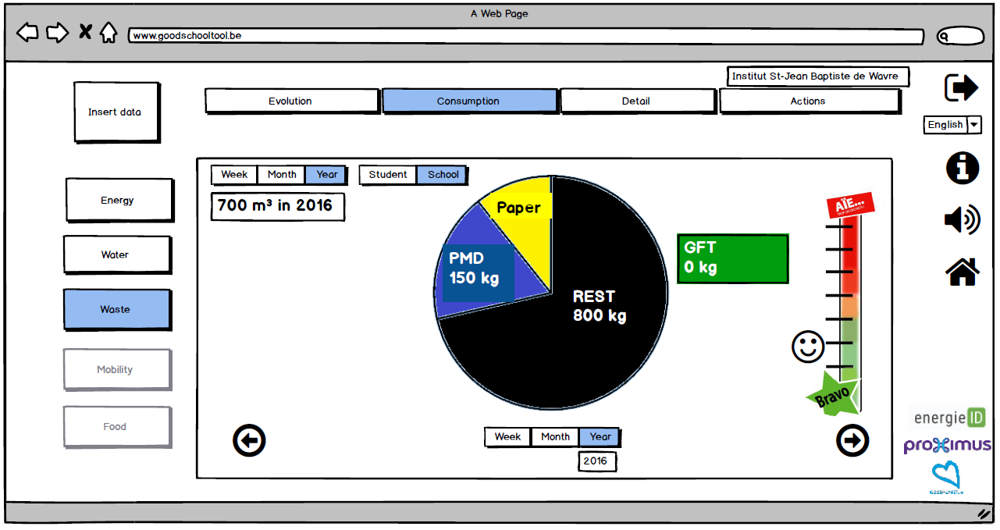 A Web Page
www.goodschooltool.be
Institut St-Jean Baptiste de Wavre
Insert data
Evolution
Consumption
Detail
Actions
English
Week
Month
Year
Student
School
700 m³ in 2016
Energy
Water
Waste
Mobility
Food
Paper
PMD
150 kg
REST
800 kg
GFT
0 kg
AÏE...
Bravo
Week
Month
Year
2016
energieID
proximus